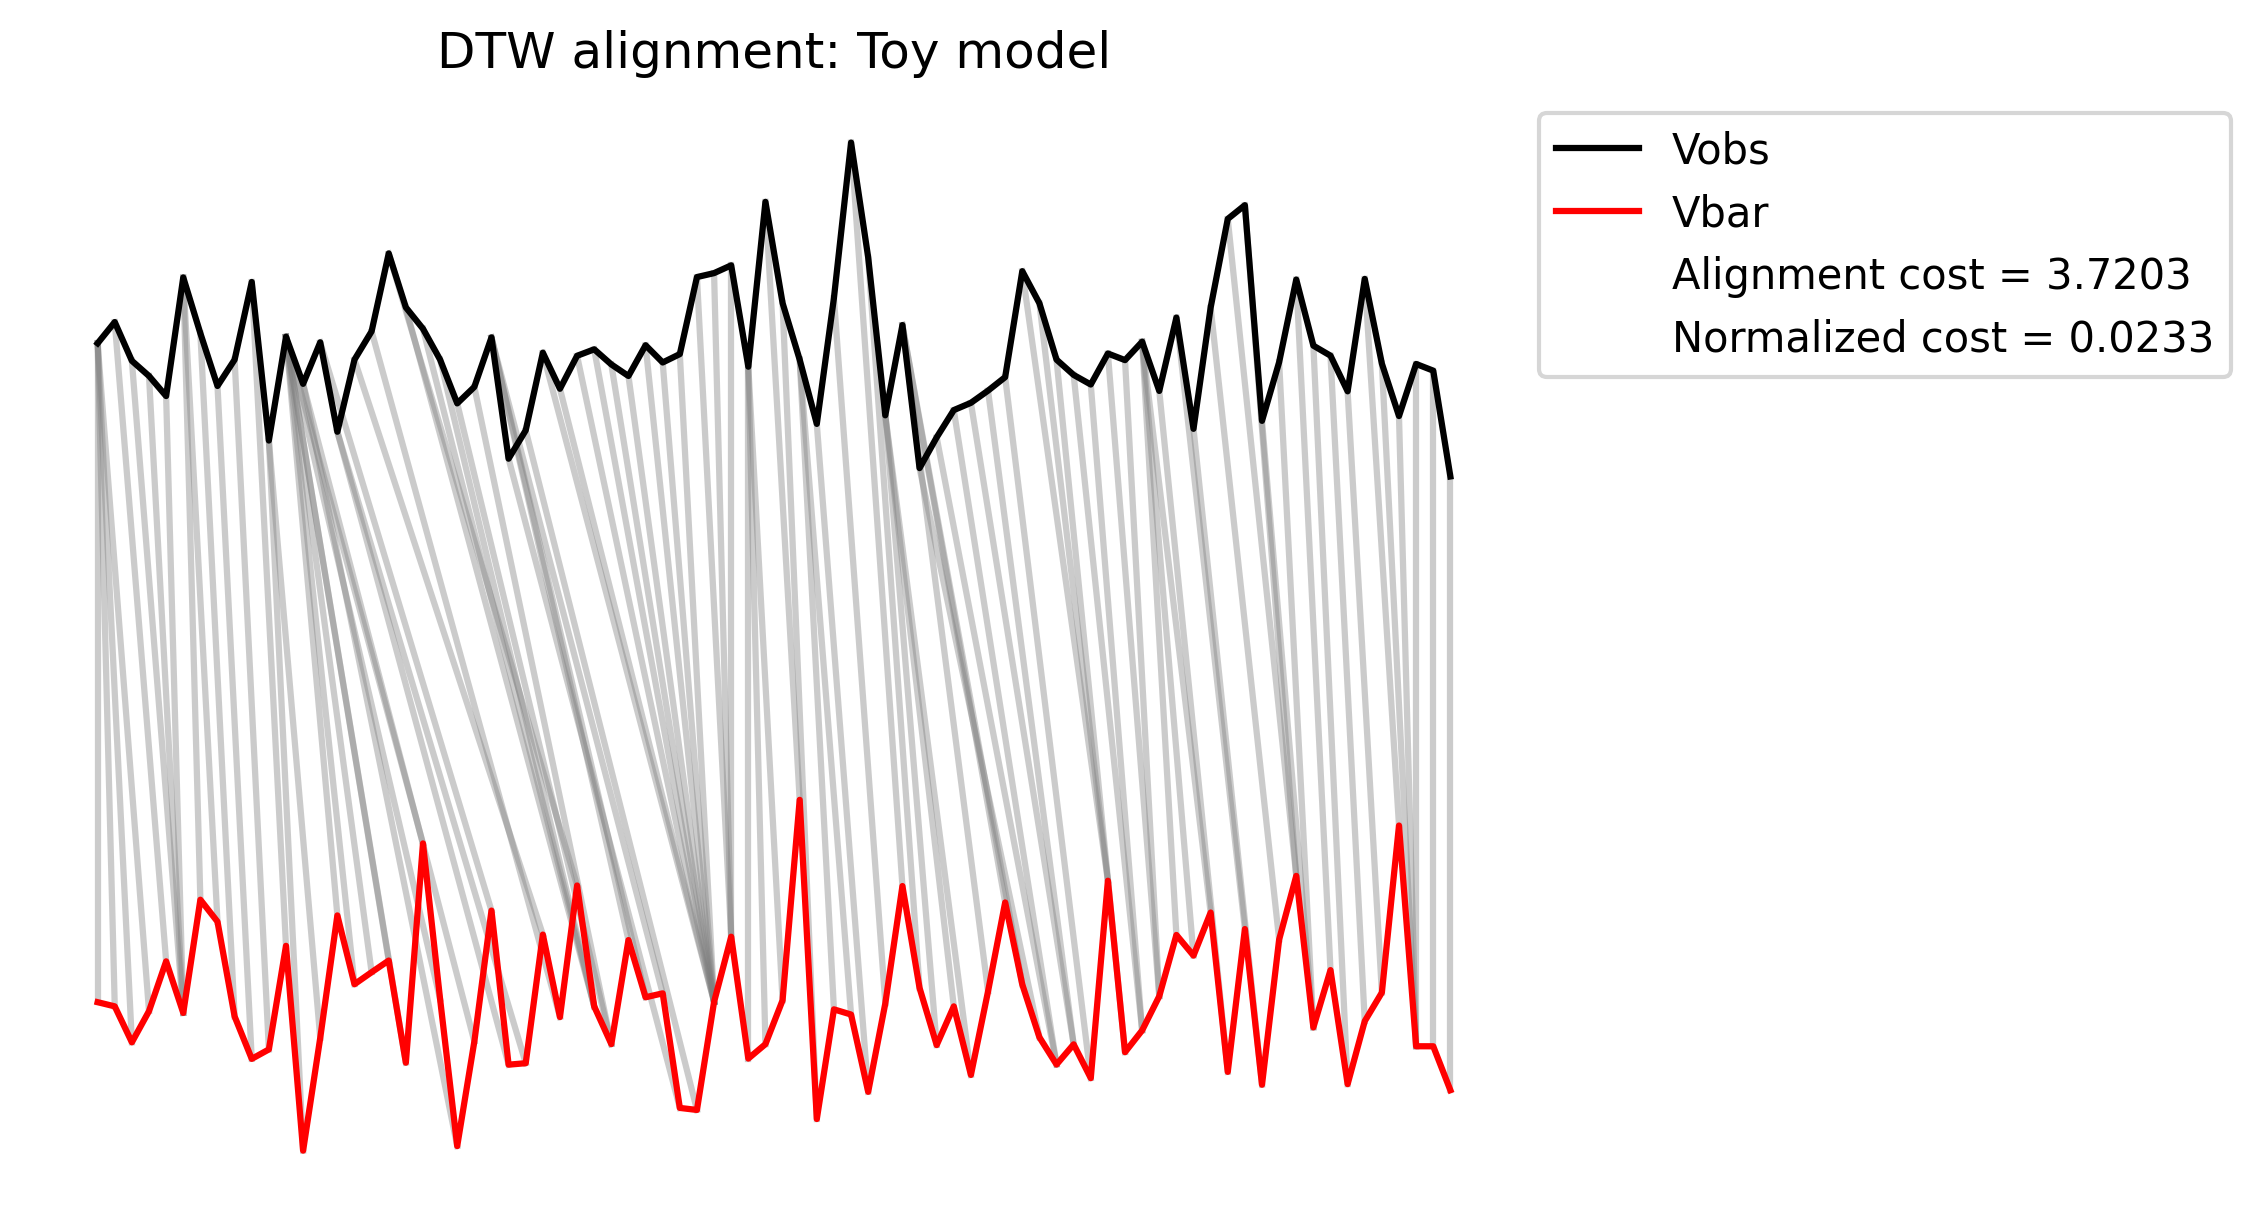 DTW alignment: Toy model
Vobs
Vbar
Alignment cost = 3.7203
Normalized cost = 0.0233